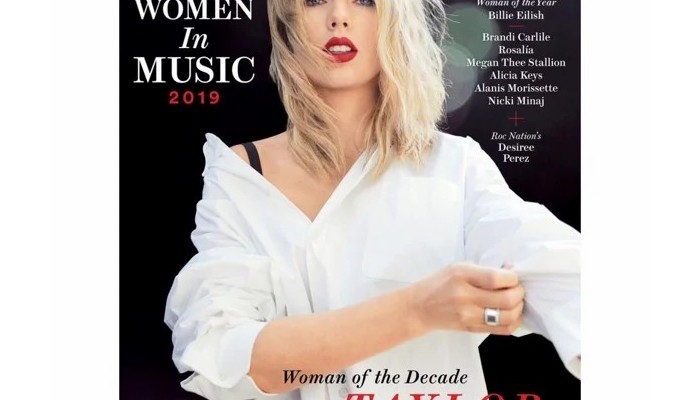 WOMEN
In
MUSIC
2019
Woman of the Year
Billie Eilish
Brandi Carlile
Rosalía
Megan Thee Stallion
Alicia Keys
Alanis Morissette
Nicki Minaj
+
Roc Nation's
Desiree
Perez
Woman of the Decade
TAYLOR